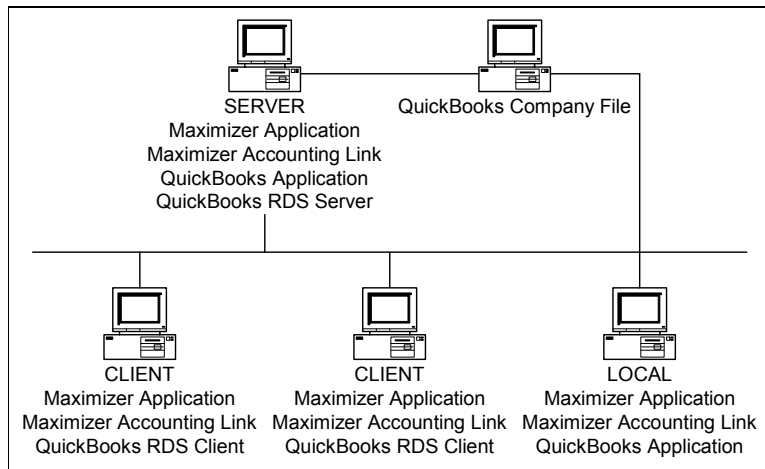 SERVER
Maximizer Application
Maximizer Accounting Link
QuickBooks Application
QuickBooks RDS Server
QuickBooks Company File
CLIENT
Maximizer Application
Maximizer Accounting Link
QuickBooks RDS Client
CLIENT
Maximizer Application
Maximizer Accounting Link
QuickBooks RDS Client
LOCAL
Maximizer Application
Maximizer Accounting Link
QuickBooks Application